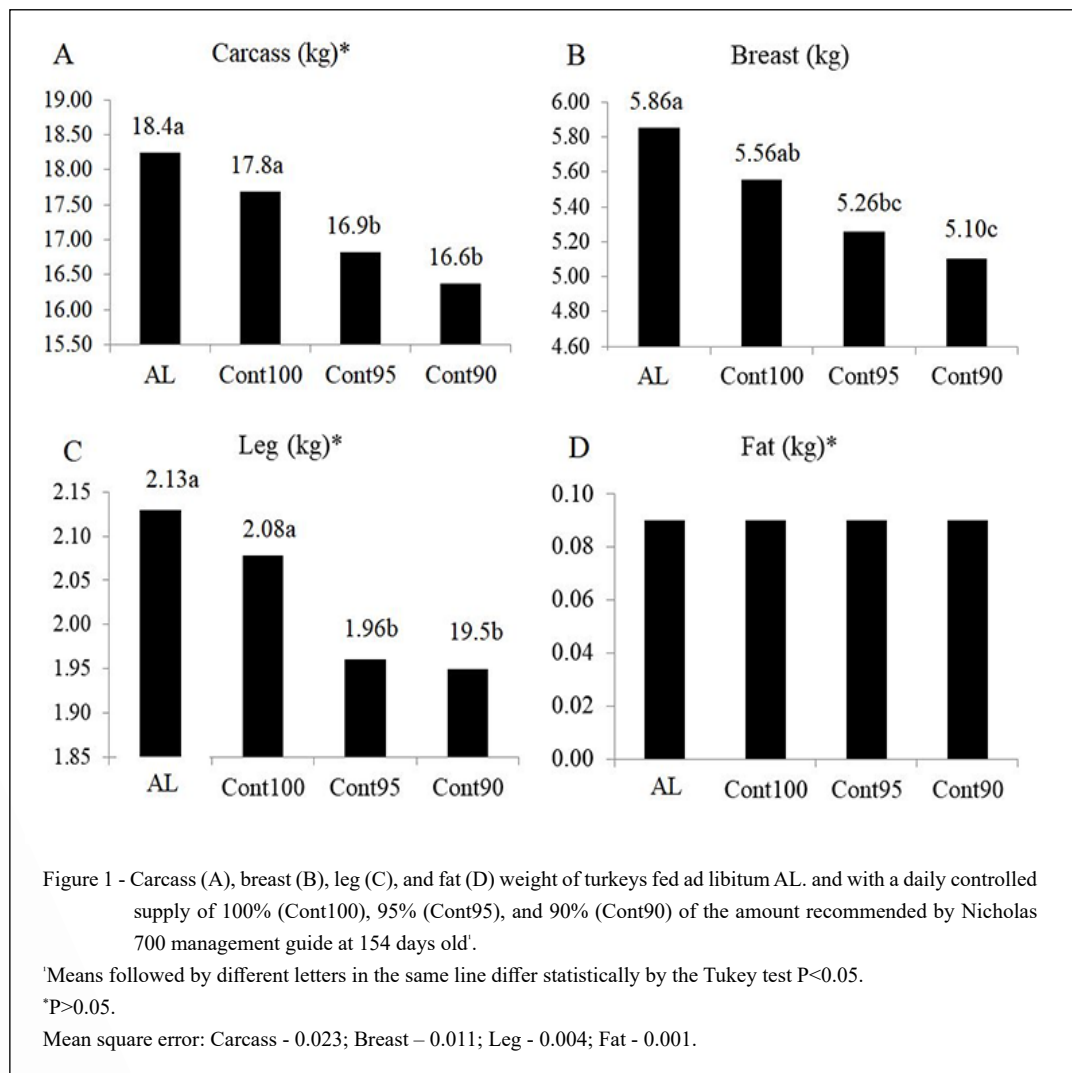 A
Carcass (kg)*
19.00
18.50
18.00
17.50
17.00
16.50
16.00
15.50
18.4a
17.8a
16.9b
16.6b
AL
Cont100
Cont95
Cont90
B
Breast (kg)
6.00
5.80
5.60
5.40
5.20
5.00
4.80
4.60
5.86a
5.56ab
5.26bc
5.10c
AL
Cont100
Cont95
Cont90
C
Leg (kg)*
2.15
2.10
2.05
2.00
1.95
1.90
1.85
2.13a
2.08a
1.96b
19.5b
AL
Cont100
Cont95
Cont90
D
Fat (kg)*
0.10
0.08
0.06
0.04
0.02
0.00
AL
Cont100
Cont95
Cont90
Figure 1 - Carcass (A), breast (B), leg (C), and fat (D) weight of turkeys fed ad libitum AL. and with a daily controlled
supply of 100% (Cont100), 95% (Cont95), and 90% (Cont90) of the amount recommended by Nicholas
700 management guide at 154 days old¹.
¹Means followed by different letters in the same line differ statistically by the Tukey test P<0.05.
*P>0.05.
Mean square error: Carcass - 0.023; Breast – 0.011; Leg - 0.004; Fat - 0.001.